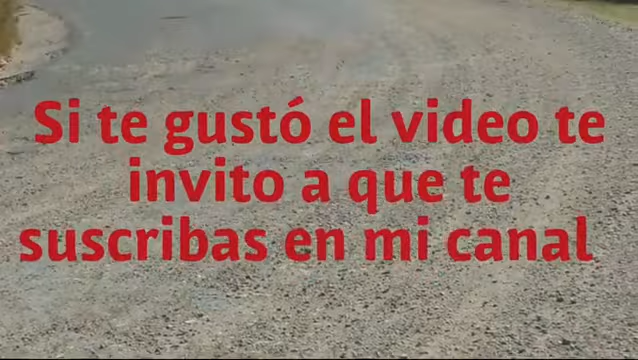 Si te gustó el video te
invito a que te
suscribas en mi canal